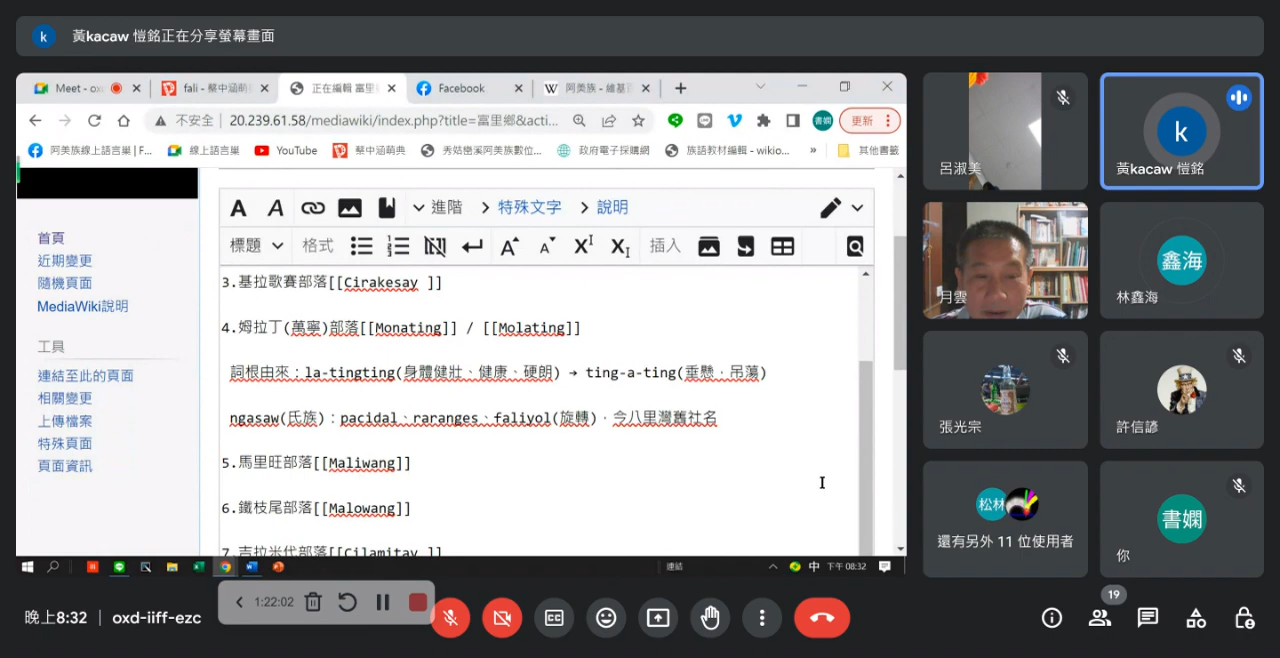 k 黃kacaw 愷銘正在分享螢幕畫面
Meet - oxd
fali - 蔡中涵萌
正在編輯 富里
Facebook
W 阿美族 - 維基百
不安全 | 20.239.61.58/mediawiki/index.php?title=富里鄉&acti...
書嫻
更新
阿美族線上語言巢 | F...
線上語言巢
YouTube
蔡中涵萌典
秀姑巒溪阿美族數位...
政府電子採購網
族語教材編輯 - wikio...
»
其他書籤
首頁
近期變更
隨機頁面
MediaWiki說明
工具
連結至此的頁面
相關變更
上傳檔案
特殊頁面
頁面資訊
進階
特殊文字
說明
標題
格式
插入
3.基拉歌賽部落[[Cirakesay ]]
4.姆拉丁(萬寧)部落[[Monating]] / [[Molating]]
詞根由來：la-tingting(身體健壯、健康、硬朗) → ting-a-ting(垂懸，吊蕩)
ngasaw(氏族)：pacidal、raranges、faliyol(旋轉)，今八里灣舊社名
5.馬里旺部落[[Maliwang]]
6.鐵枝尾部落[[Malowang]]
7.吉拉米代部落[[Cilamitay ]]
連結
中 下午 08:32
呂淑美
k
黃kacaw 愷銘
月雲
鑫海
林鑫海
張光宗
許信諺
松林
還有另外 11 位使用者
書嫻
你
1:22:02
晚上8:32 | oxd-iiff-ezc
19